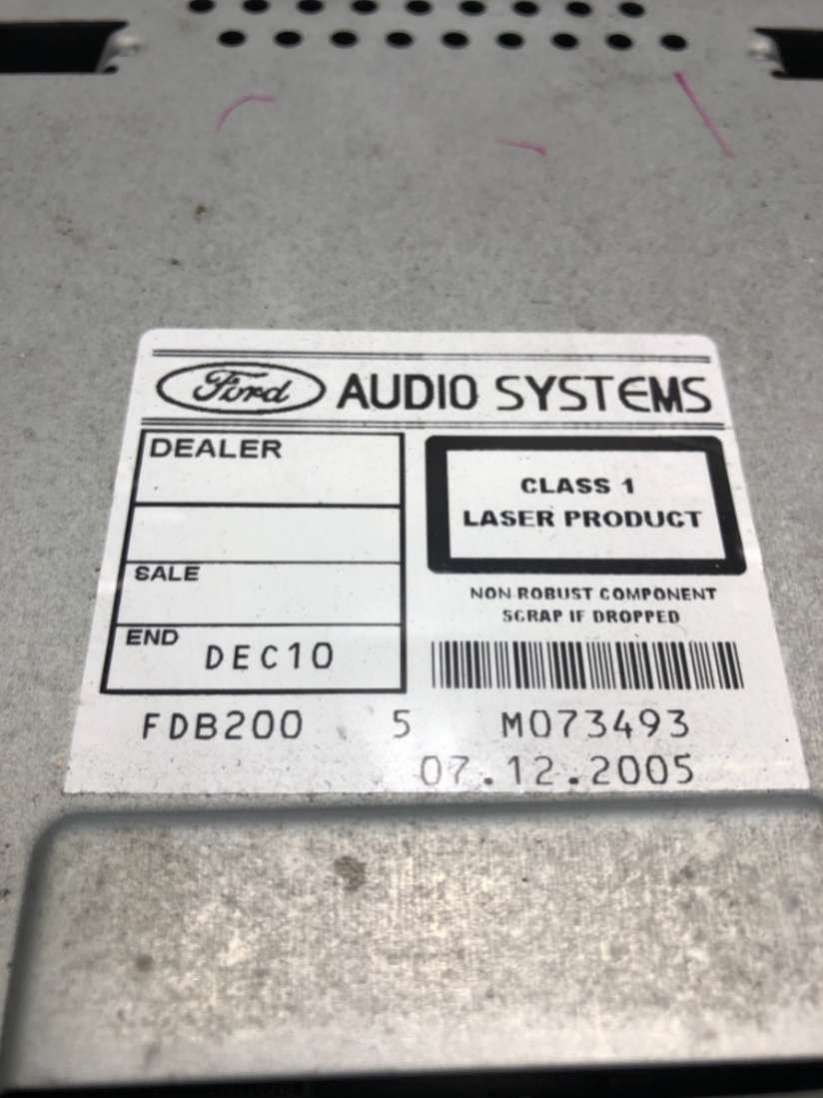 Ford AUDIO SYSTEMS
DEALER
CLASS 1
LASER PRODUCT
SALE
NON ROBUST COMPONENT
SCRAP IF DROPPED
END DEC10
FDB200 5 M073493
07.12.2005